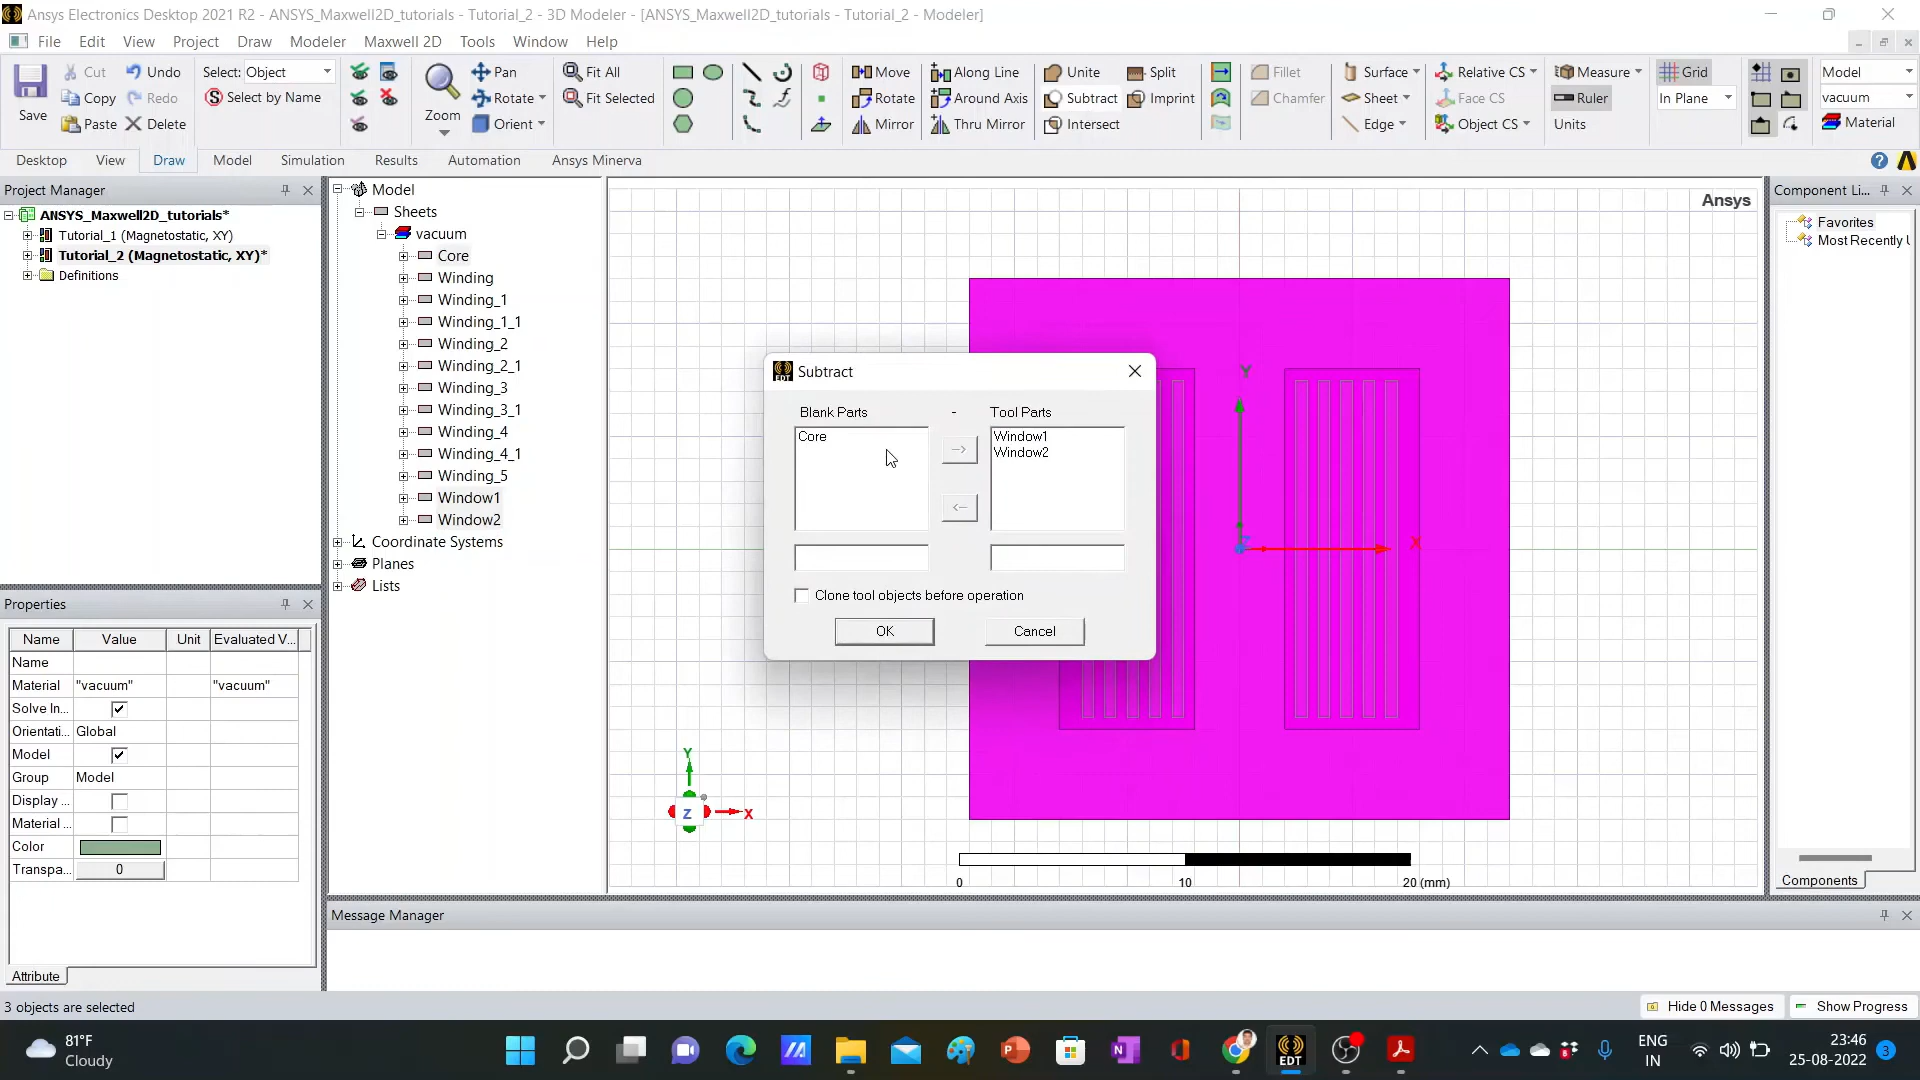 Ansys Electronics Desktop 2021 R2 - ANSYS_Maxwell2D_tutorials - Tutorial_2 - 3D Modeler - [ANSYS_Maxwell2D_tutorials - Tutorial_2 - Modeler]
File Edit View Project Draw Modeler Maxwell 2D Tools Window Help
Save
Cut Undo
Copy Redo
Paste Delete
Select: Object
Select by Name
Zoom
Pan
Rotate
Orient
Fit All
Fit Selected
Move Along Line
Rotate Around Axis
Mirror Thru Mirror
Unite Split
Subtract Imprint
Intersect
Fillet
Chamfer
Surface
Sheet
Edge
Relative CS
Face CS
Object CS
Measure
Ruler
Units
Grid
In Plane
Model
vacuum
Material
Desktop View Draw Model Simulation Results Automation Ansys Minerva
Project Manager
ANSYS_Maxwell2D_tutorials*
Tutorial_1 (Magnetostatic, XY)
Tutorial_2 (Magnetostatic, XY)*
Definitions
Properties
Name Value Unit Evaluated V...
Name
Material "vacuum" "vacuum"
Solve In...
Orientati... Global
Model
Group Model
Display ...
Material ...
Color
Transpa... 0
Attribute
Model
Sheets
vacuum
Core
Winding
Winding_1
Winding_1_1
Winding_2
Winding_2_1
Winding_3
Winding_3_1
Winding_4
Winding_4_1
Winding_5
Window1
Window2
Coordinate Systems
Planes
Lists
Ansys
EDT Subtract
Blank Parts - Tool Parts
Core
Window1
Window2
-->
<--
Clone tool objects before operation
OK Cancel
Y
X
Z
Y
Z
X
0 10 20 (mm)
Component Li...
Favorites
Most Recently U
Components
Message Manager
3 objects are selected
Hide 0 Messages Show Progress
81°F
Cloudy
EDT
ENG
IN
23:46
25-08-2022
3